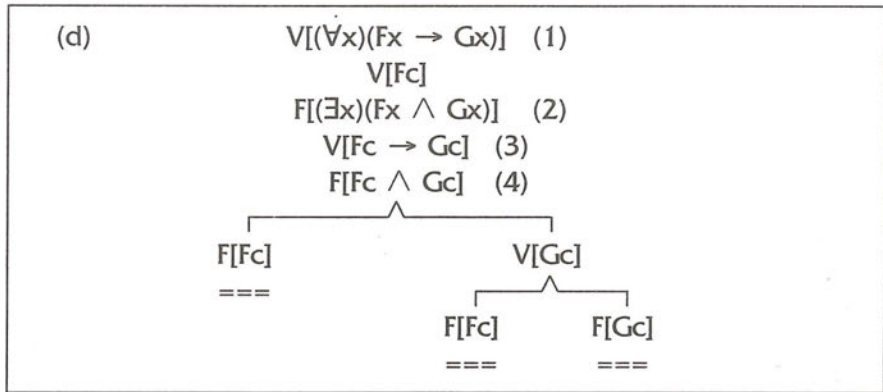 (d) V[(∀x)(Fx → Gx)] (1)
V[Fc]
F[(∃x)(Fx ∧ Gx)] (2)
V[Fc → Gc] (3)
F[Fc ∧ Gc] (4)
F[Fc] V[Gc]
===
F[Fc] F[Gc]
=== ===